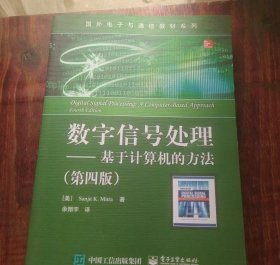 国外电子与通信教材系列
Digital Signal Processing: A Computer-Based Approach
Fourth Edition
数字信号处理
——基于计算机的方法
(第四版)
[美] Sanjit K. Mitra 著
余翔宇 译
DIGITAL SIGNAL
PROCESSING
中国工信出版集团 电子工业出版社